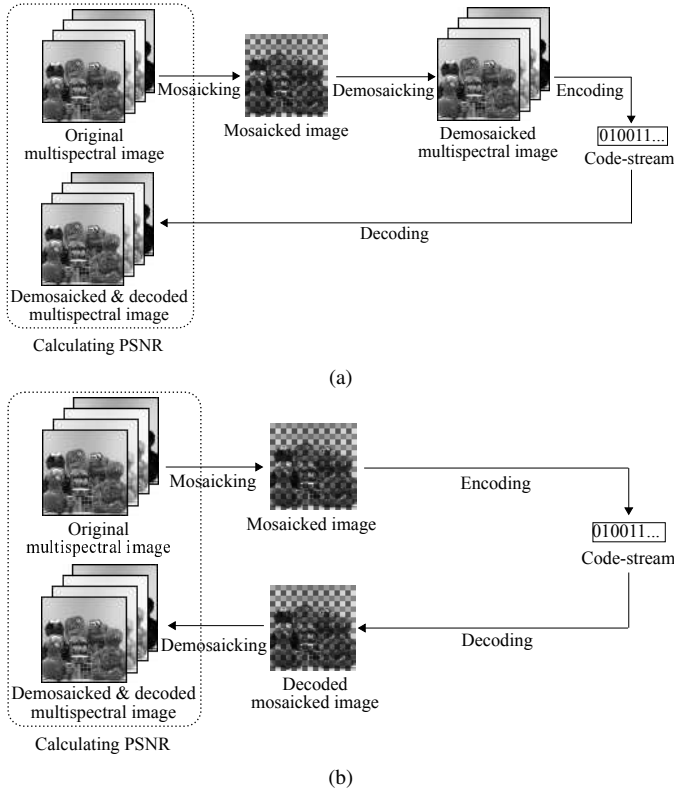 Mosaicking
Demosaicking
Encoding
Original
multispectral image
Mosaicked image
Demosaicked
multispectral image
010011...
Code-stream
Decoding
Demosaicked & decoded
multispectral image
Calculating PSNR
(a)
Mosaicking
Encoding
Original
multispectral image
Mosaicked image
010011...
Code-stream
Demosaicking
Decoding
Demosaicked & decoded
multispectral image
Decoded
mosaicked image
Calculating PSNR
(b)